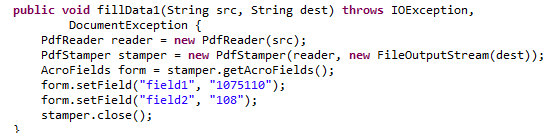 public void fillData1(String src, String dest) throws IOException,
        DocumentException {
    PdfReader reader = new PdfReader(src);
    PdfStamper stamper = new PdfStamper(reader, new FileOutputStream(dest));
    AcroFields form = stamper.getAcroFields();
    form.setField("field1", "1075110");
    form.setField("field2", "108");
    stamper.close();
}